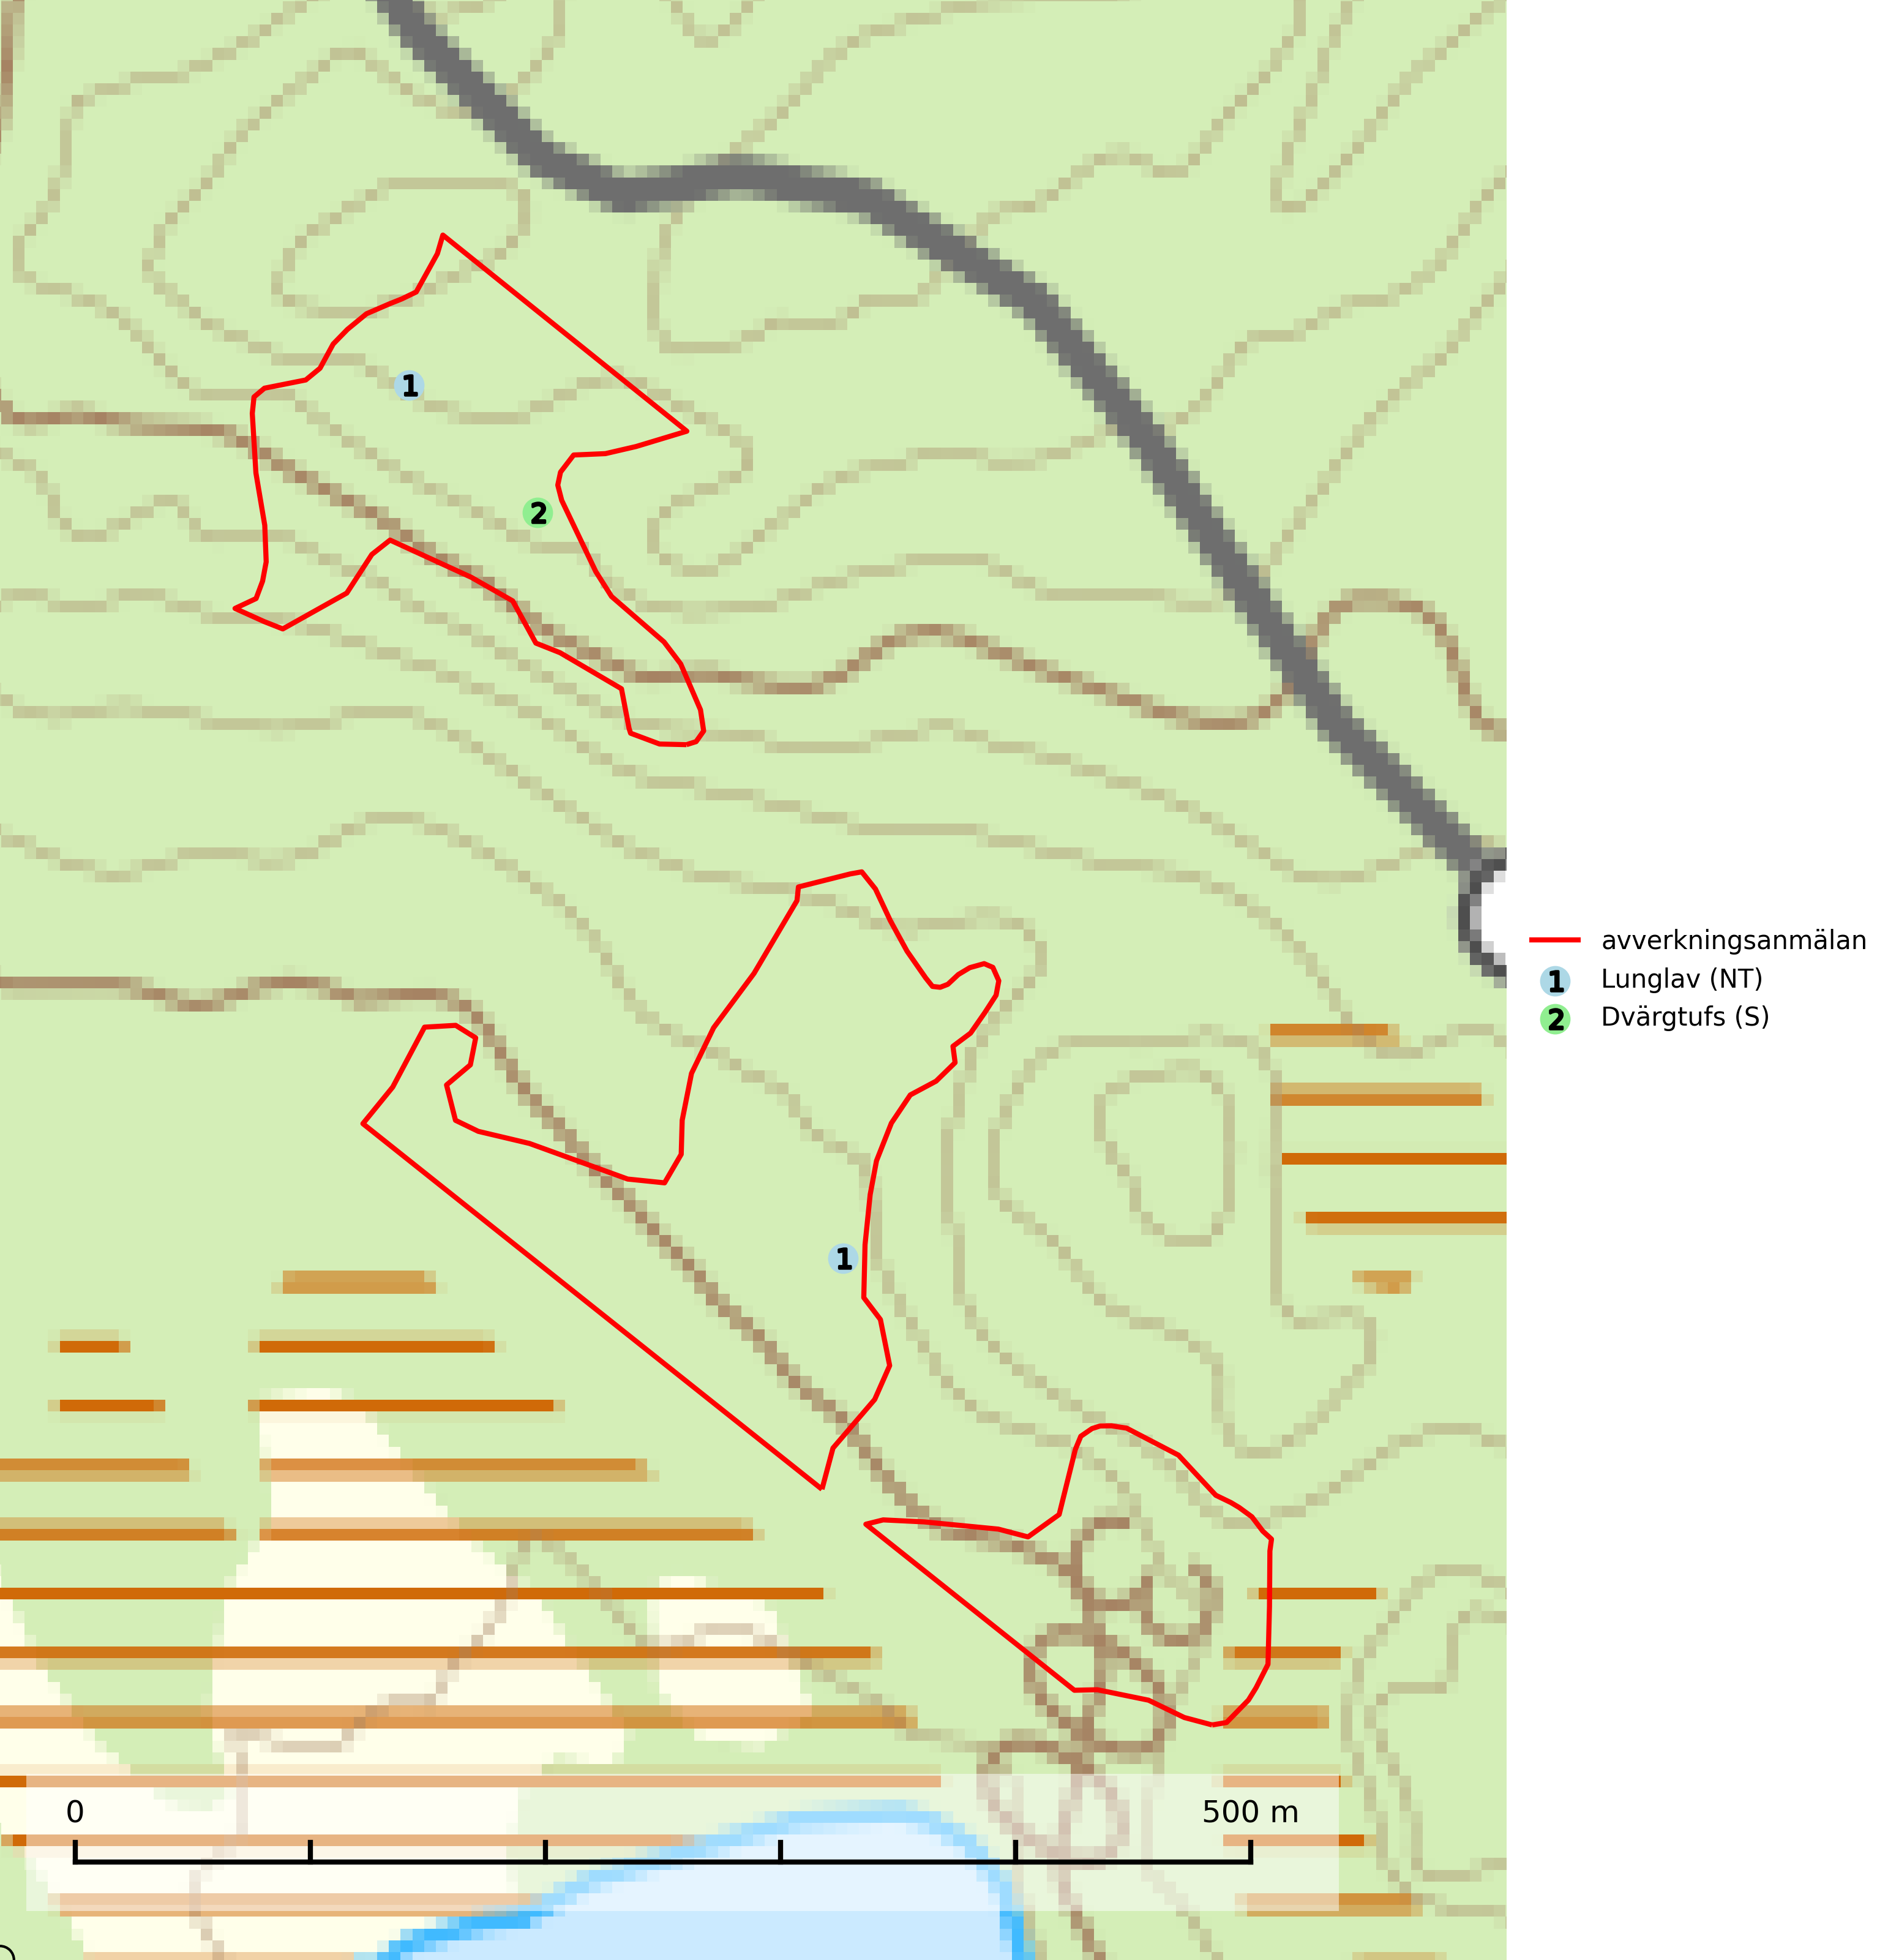 1
2
1
avverkningsanmälan
1 Lunglav (NT)
2 Dvärgtufs (S)
0 500 m